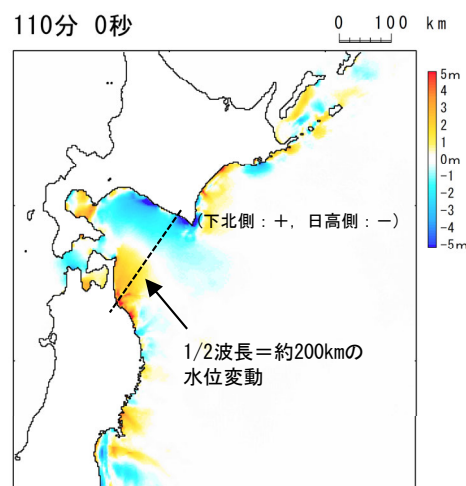 110分 0秒
0 100 km
5m
4
3
2
1
0m
−1
−2
−3
−4
−5m
(下北側：＋，日高側：－)
1/2波長＝約200kmの
水位変動